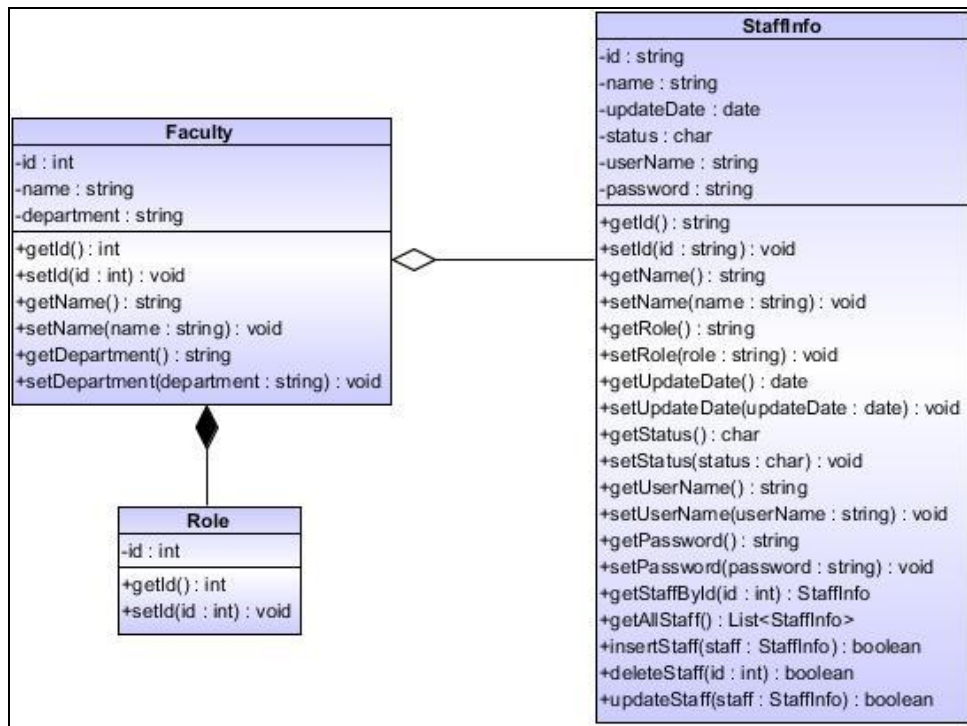 Faculty
-id : int
-name : string
-department : string
+getId() : int
+setId(id : int) : void
+getName() : string
+setName(name : string) : void
+getDepartment() : string
+setDepartment(department : string) : void
Role
-id : int
+getId() : int
+setId(id : int) : void
StaffInfo
-id : string
-name : string
-updateDate : date
-status : char
-userName : string
-password : string
+getId() : string
+setId(id : string) : void
+getName() : string
+setName(name : string) : void
+getRole() : string
+setRole(role : string) : void
+getUpdateDate() : date
+setUpdateDate(updateDate : date) : void
+getStatus() : char
+setStatus(status : char) : void
+getUserName() : string
+setUserName(userName : string) : void
+getPassword() : string
+setPassword(password : string) : void
+getStaffById(id : int) : StaffInfo
+getAllStaff() : List<StaffInfo>
+insertStaff(staff : StaffInfo) : boolean
+deleteStaff(id : int) : boolean
+updateStaff(staff : StaffInfo) : boolean